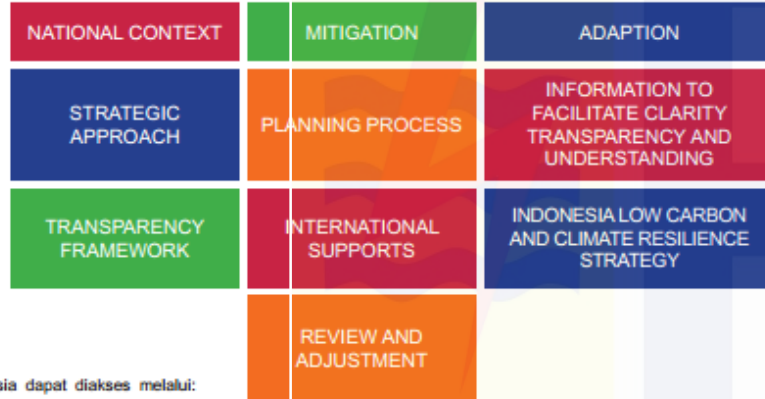 NATIONAL CONTEXT
MITIGATION
ADAPTION
STRATEGIC
APPROACH
PLANNING PROCESS
INFORMATION TO
FACILITATE CLARITY
TRANSPARENCY AND
UNDERSTANDING
TRANSPARENCY
FRAMEWORK
INTERNATIONAL
SUPPORTS
INDONESIA LOW CARBON
AND CLIMATE RESILIENCE
STRATEGY
REVIEW AND
ADJUSTMENT
sia dapat diakses melalui: